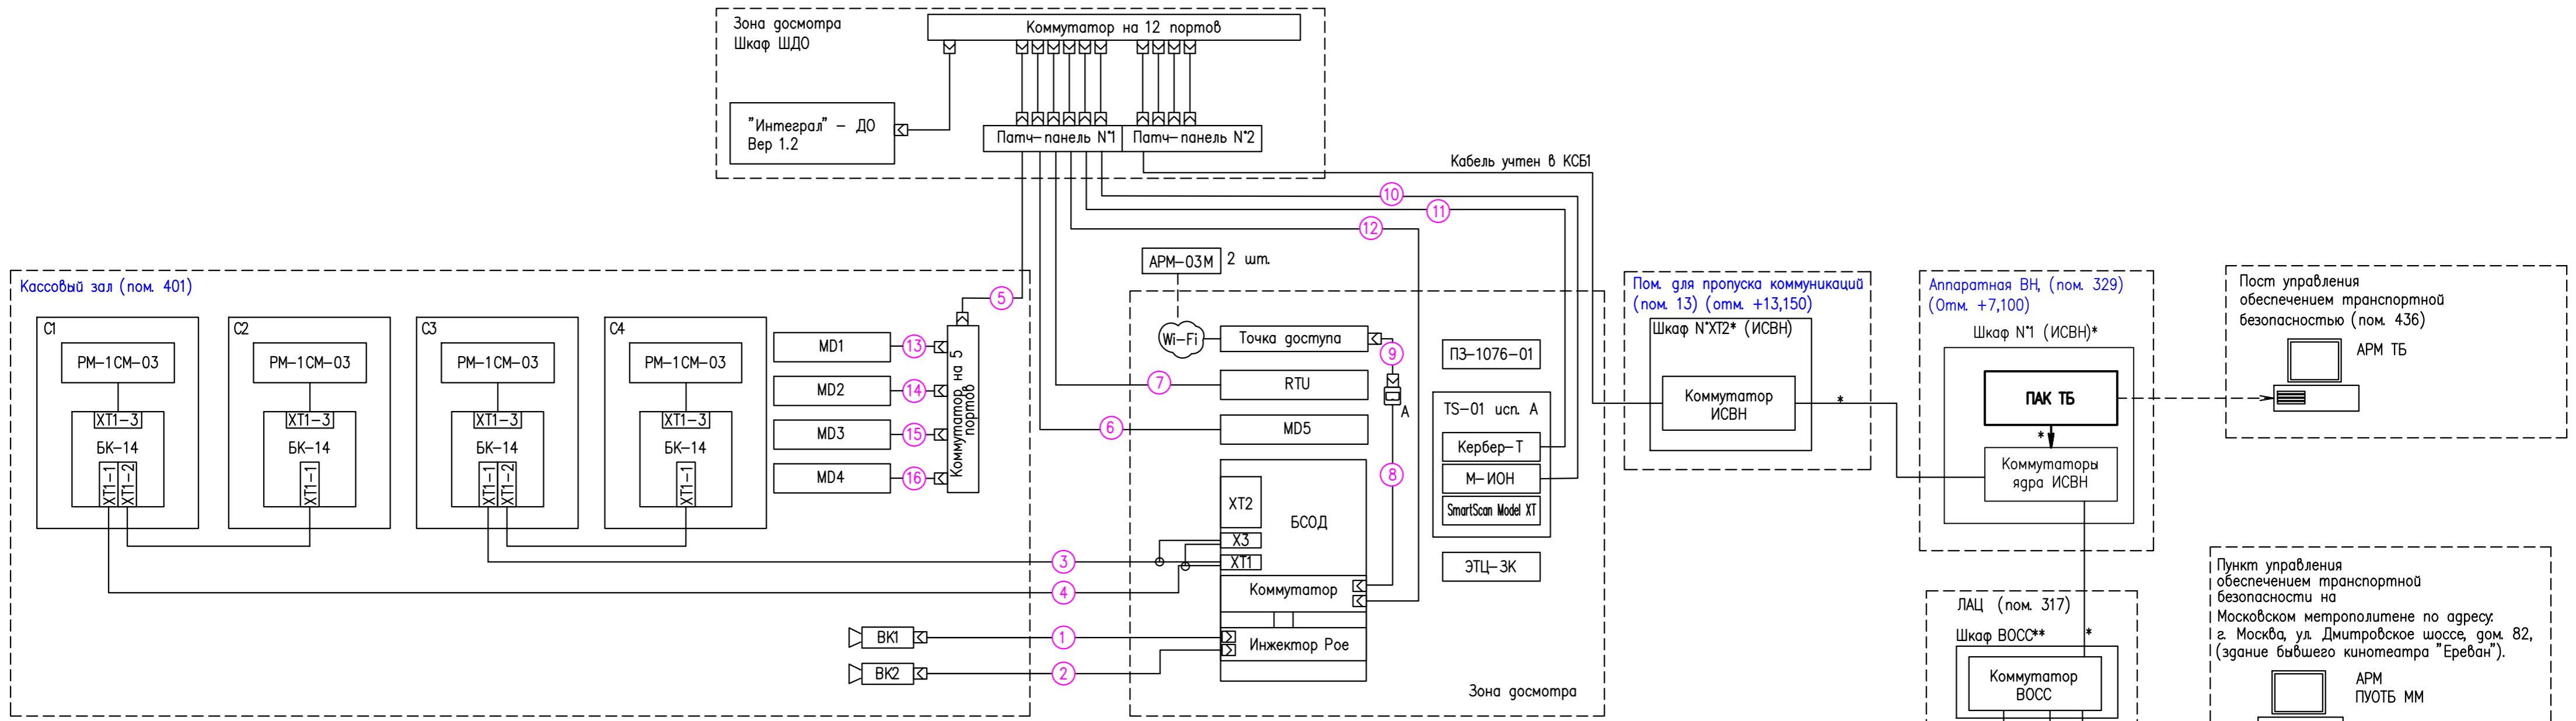 Зона досмотра
Шкаф ШДО
Коммутатор на 12 портов
"Интеграл" – ДО
Вер 1.2
Патч–панель N°1
Патч–панель N°2
Кабель учтен в КСБ1
10
11
12
АРМ–03М
2 шт.
Кассовый зал (пом. 401)
С1
РМ–1СМ–03
ХТ1–3
БК–14
ХТ1–1
ХТ1–2
С2
РМ–1СМ–03
ХТ1–3
БК–14
ХТ1–1
С3
РМ–1СМ–03
ХТ1–3
БК–14
ХТ1–1
ХТ1–2
С4
РМ–1СМ–03
ХТ1–3
БК–14
ХТ1–1
MD1
MD2
MD3
MD4
13
14
15
16
Коммутатор на 5
портов
5
7
6
3
4
1
2
ВК1
ВК2
Wi–Fi
Точка доступа
RTU
MD5
9
А
8
ХТ2
БСОД
Х3
ХТ1
Коммутатор
Инжектор Poe
ПЗ–1076–01
TS–01 исп. А
Кербер–Т
М–ИОН
SmartScan Model XT
ЭТЦ–3К
Зона досмотра
Пом. для пропуска коммуникаций
(пом. 13) (отм. +13,150)
Шкаф N°ХТ2* (ИСВН)
Коммутатор
ИСВН
*
Аппаратная ВН, (пом. 329)
(Отм. +7,100)
Шкаф N°1 (ИСВН)*
ПАК ТБ
*
Коммутаторы
ядра ИСВН
Пост управления
обеспечением транспортной
безопасностью (пом. 436)
АРМ ТБ
ЛАЦ (пом. 317)
Шкаф ВОСС**
*
Коммутатор
ВОСС
Пункт управления
обеспечением транспортной
безопасности на
Московском метрополитене по адресу:
г. Москва, ул. Дмитровское шоссе, дом. 82,
(здание бывшего кинотеатра "Ереван").
АРМ
ПУОТБ ММ